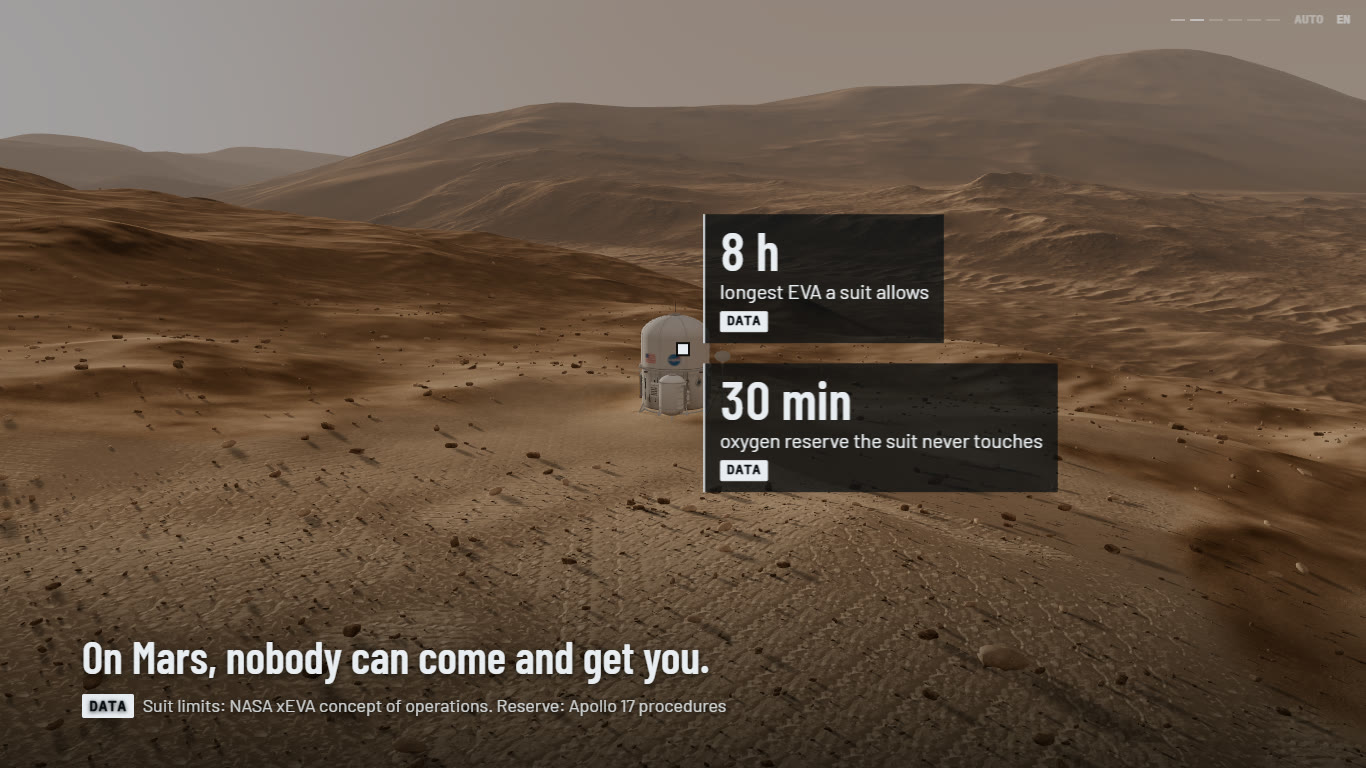 AUTO EN
8 h
longest EVA a suit allows
DATA
30 min
oxygen reserve the suit never touches
DATA
On Mars, nobody can come and get you.
DATA Suit limits: NASA xEVA concept of operations. Reserve: Apollo 17 procedures